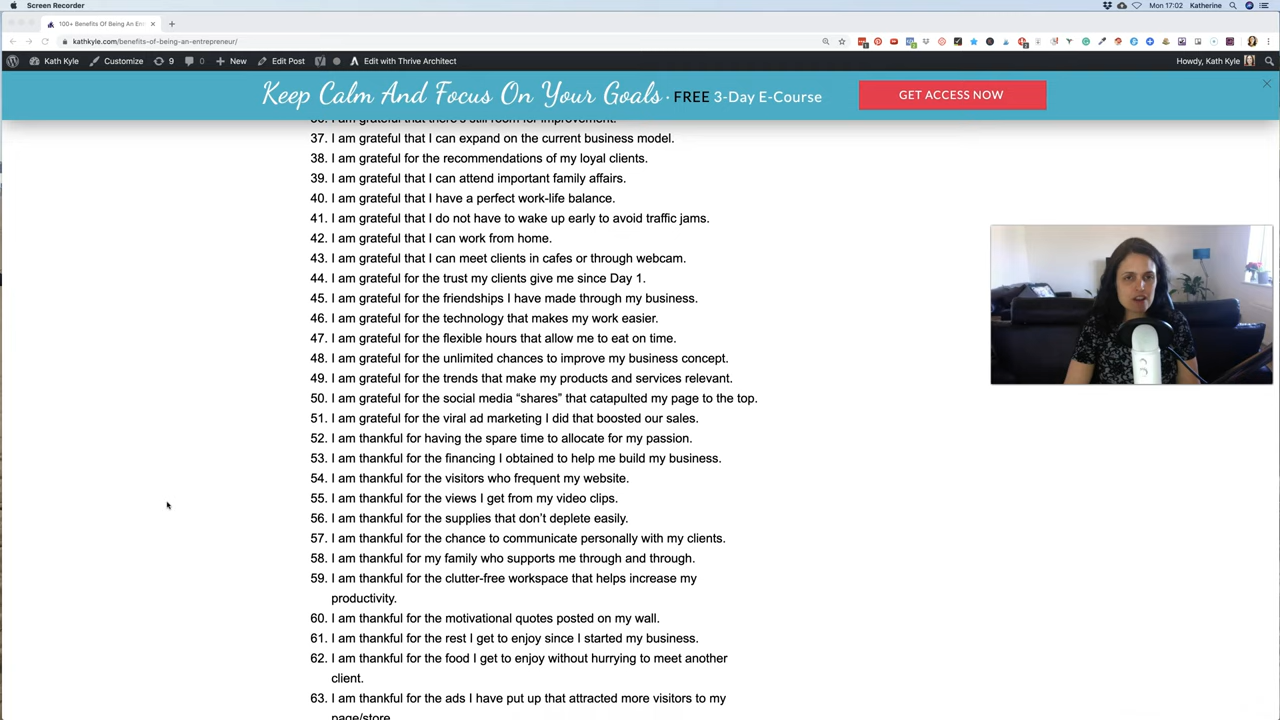 Screen Recorder
Mon 17:02 Katherine
100+ Benefits Of Being An Ent
kathkyle.com/benefits-of-being-an-entrepreneur/
Kath Kyle Customize 9 0 New Edit Post Edit with Thrive Architect Howdy, Kath Kyle
Keep Calm And Focus On Your Goals · FREE 3-Day E-Course GET ACCESS NOW
36. I am grateful that there's still room for improvement.
37. I am grateful that I can expand on the current business model.
38. I am grateful for the recommendations of my loyal clients.
39. I am grateful that I can attend important family affairs.
40. I am grateful that I have a perfect work-life balance.
41. I am grateful that I do not have to wake up early to avoid traffic jams.
42. I am grateful that I can work from home.
43. I am grateful that I can meet clients in cafes or through webcam.
44. I am grateful for the trust my clients give me since Day 1.
45. I am grateful for the friendships I have made through my business.
46. I am grateful for the technology that makes my work easier.
47. I am grateful for the flexible hours that allow me to eat on time.
48. I am grateful for the unlimited chances to improve my business concept.
49. I am grateful for the trends that make my products and services relevant.
50. I am grateful for the social media “shares” that catapulted my page to the top.
51. I am grateful for the viral ad marketing I did that boosted our sales.
52. I am thankful for having the spare time to allocate for my passion.
53. I am thankful for the financing I obtained to help me build my business.
54. I am thankful for the visitors who frequent my website.
55. I am thankful for the views I get from my video clips.
56. I am thankful for the supplies that don’t deplete easily.
57. I am thankful for the chance to communicate personally with my clients.
58. I am thankful for my family who supports me through and through.
59. I am thankful for the clutter-free workspace that helps increase my
productivity.
60. I am thankful for the motivational quotes posted on my wall.
61. I am thankful for the rest I get to enjoy since I started my business.
62. I am thankful for the food I get to enjoy without hurrying to meet another
client.
63. I am thankful for the ads I have put up that attracted more visitors to my
page/store.